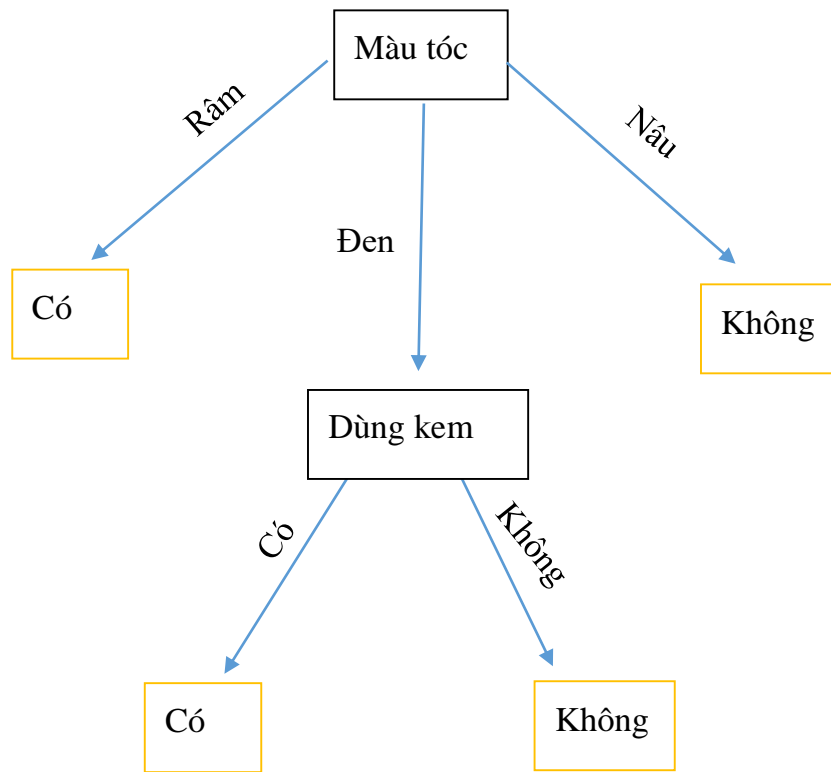 Màu tóc
Râm
Nâu
Đen
Có
Không
Dùng kem
Có
Không
Có
Không